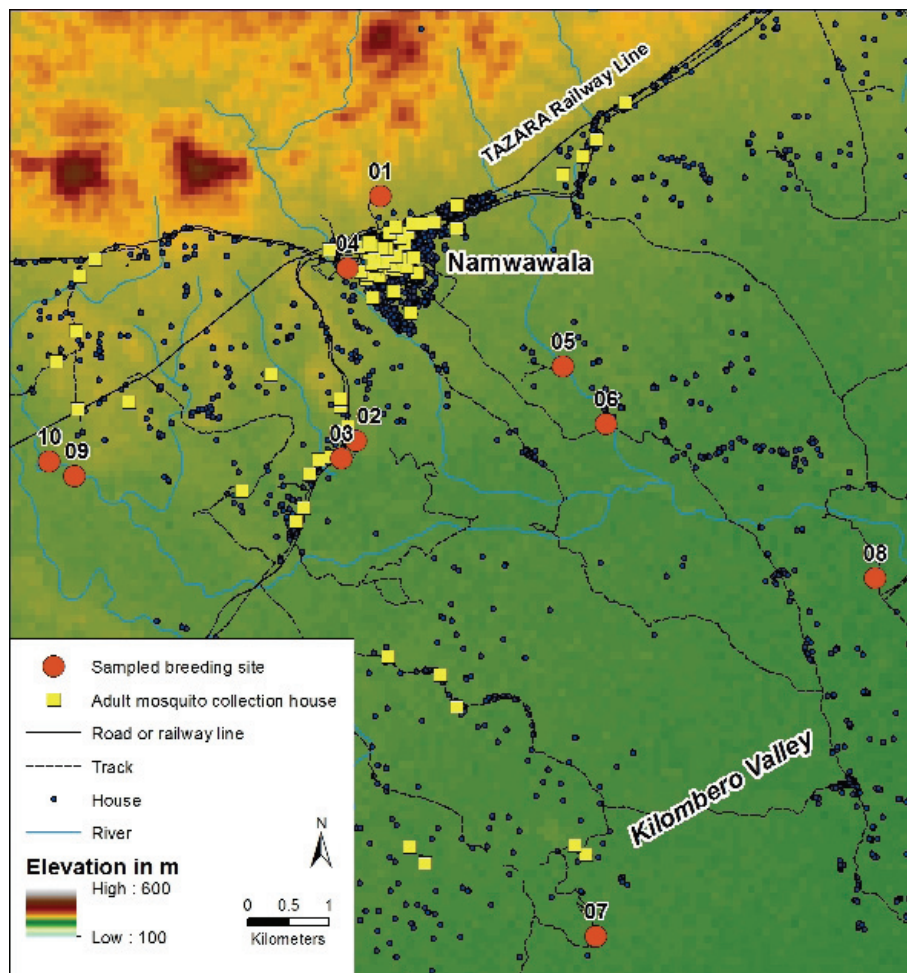 TAZARA Railway Line
01
04
Namwawala
05
06
02
03
10
09
08
Sampled breeding site
Adult mosquito collection house
Road or railway line
Track
House
River
Elevation in m
High : 600
Low : 100
N
0 0.5 1
Kilometers
Kilombero Valley
07